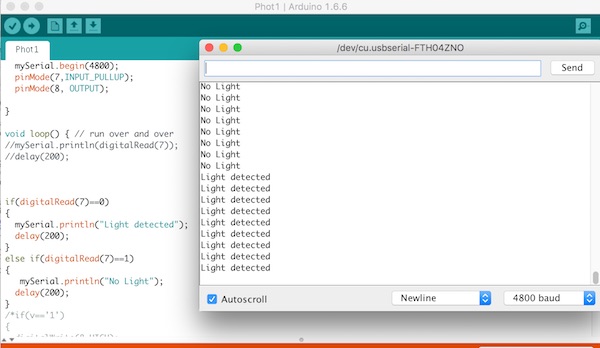 Phot1 | Arduino 1.6.6
Phot1
mySerial.begin(4800);
pinMode(7,INPUT_PULLUP);
pinMode(8, OUTPUT);
}
void loop() { // run over and over
//mySerial.println(digitalRead(7));
//delay(200);
if(digitalRead(7)==0)
{
mySerial.println("Light detected");
delay(200);
}
else if(digitalRead(7)==1)
{
mySerial.println("No Light");
delay(200);
}
/*if(v=='1')
{
/dev/cu.usbserial-FTH04ZNO
Send
No Light
No Light
No Light
No Light
No Light
No Light
No Light
No Light
Light detected
Light detected
Light detected
Light detected
Light detected
Light detected
Light detected
Light detected
Light detected
Autoscroll
Newline
4800 baud